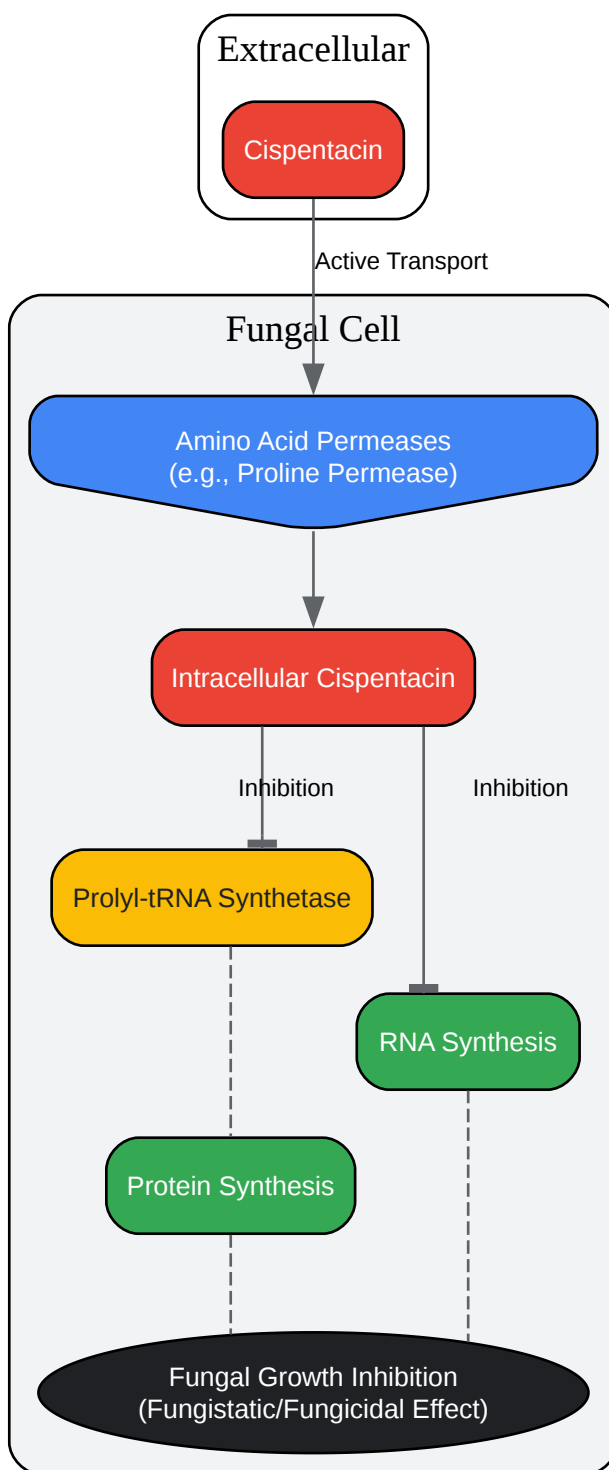 Extracellular
Cispentacin
Active Transport
Fungal Cell
Amino Acid Permeases
(e.g., Proline Permease)
Intracellular Cispentacin
Inhibition
Inhibition
Prolyl-tRNA Synthetase
RNA Synthesis
Protein Synthesis
Fungal Growth Inhibition
(Fungistatic/Fungicidal Effect)